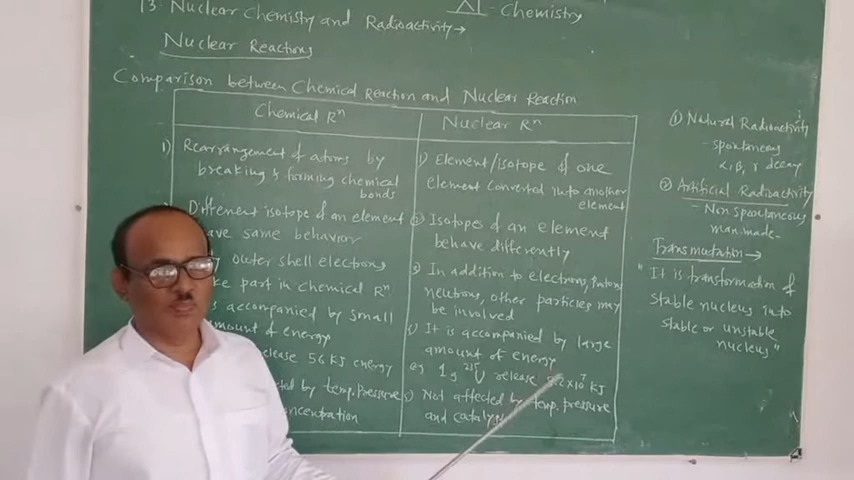 13. Nuclear Chemistry and Radioactivity→
XI - Chemistry
Nuclear Reactions
Comparison between Chemical Reaction and Nuclear Reaction
Chemical Rⁿ
1) Rearrangement of atoms by
breaking & forming chemical
bonds
Different isotope of an element
have same behavior
outer shell electrons
take part in chemical Rⁿ
is accompanied by small
amount of energy
release 56 KJ energy
by temp. pressure
concentration
Nuclear Rⁿ
1) Element/isotope of one
element converted into another
element
2) Isotopes of an element
behave differently
3) In addition to electrons,
neutrons, other particles may
be involved
4) It is accompanied by large
amount of energy
eg 1g ²³⁵U release 8.2×10⁷ KJ
5) Not affected by temp. pressure
and
① Natural Radioactivity
- spontaneous
α, β, γ decay
② Artificial Radioactivity
- Non spontaneous
man.made-
Transmutation→
"It is transformation of
stable nucleus into
stable or unstable
nucleus"